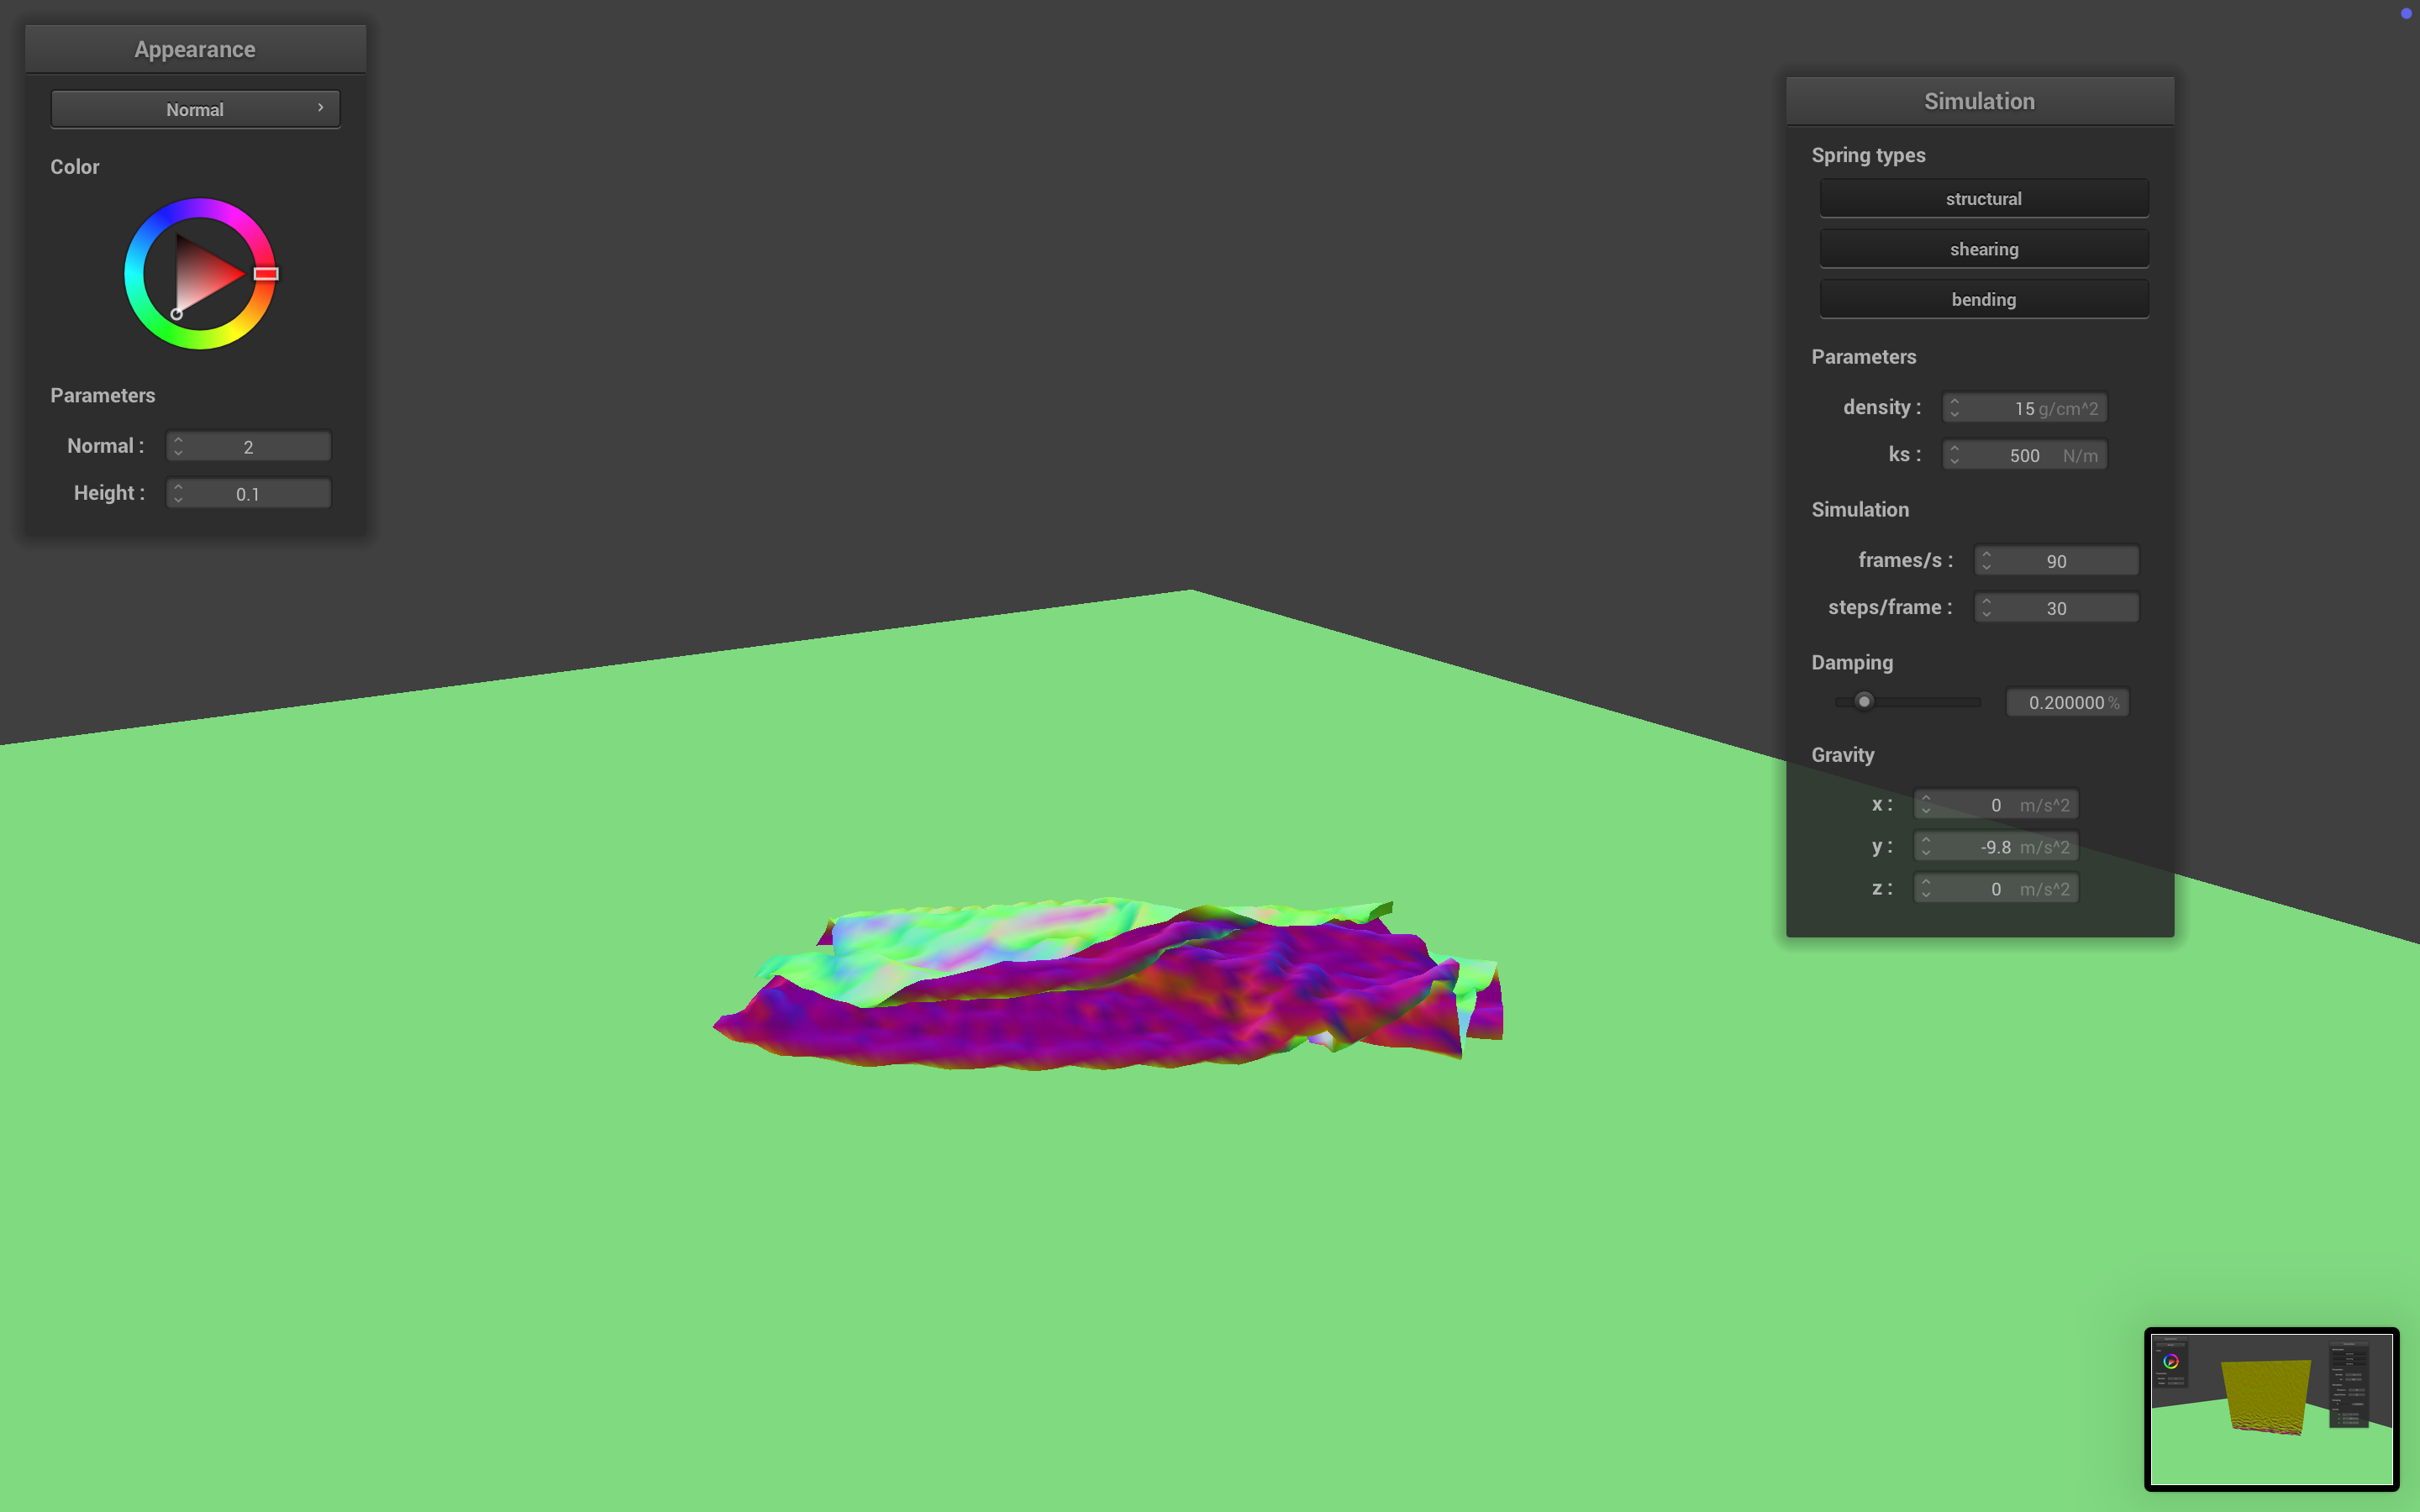 Appearance
Normal
Color
Parameters
Normal : 2
Height : 0.1
Simulation
Spring types
structural
shearing
bending
Parameters
density : 15 g/cm^2
ks : 500 N/m
Simulation
frames/s : 90
steps/frame : 30
Damping
0.200000 %
Gravity
x : 0 m/s^2
y : -9.8 m/s^2
z : 0 m/s^2